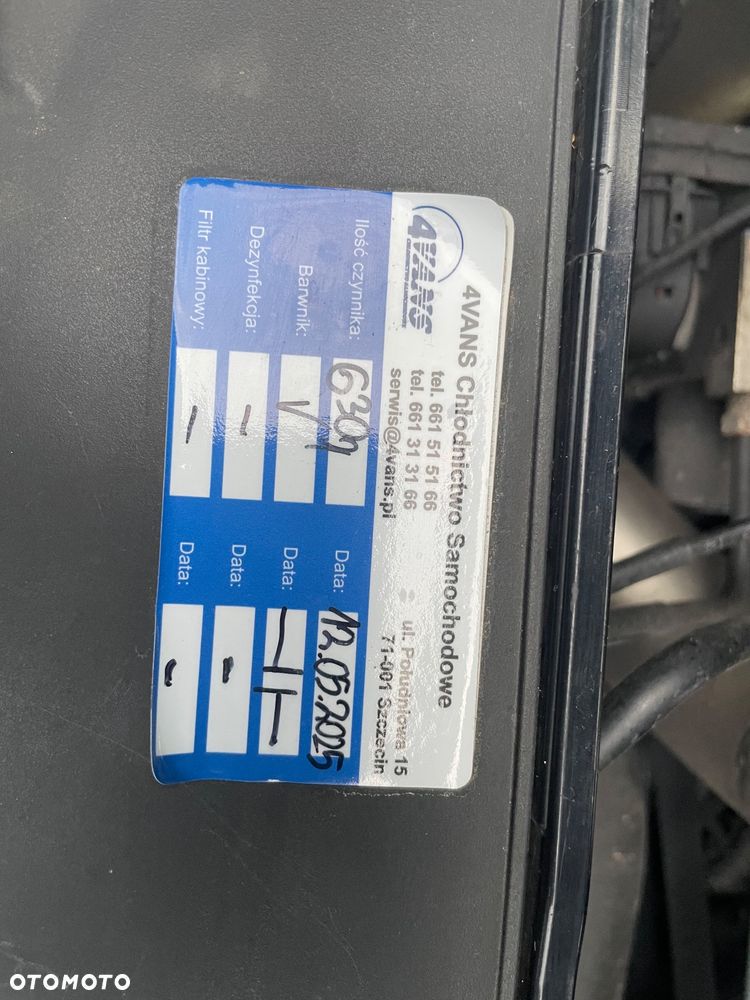 4VANS Chłodnictwo Samochodowe
4VANS
tel. 661 51 51 66
tel. 661 31 31 66
serwis@4vans.pl
ul. Południowa 15
71-001 Szczecin
Ilość czynnika: 630g Data: 12.05.2025
Barwnik: V Data: -||-
Dezynfekcja: - Data: -
Filtr kabinowy: - Data: -
OTOMOTO